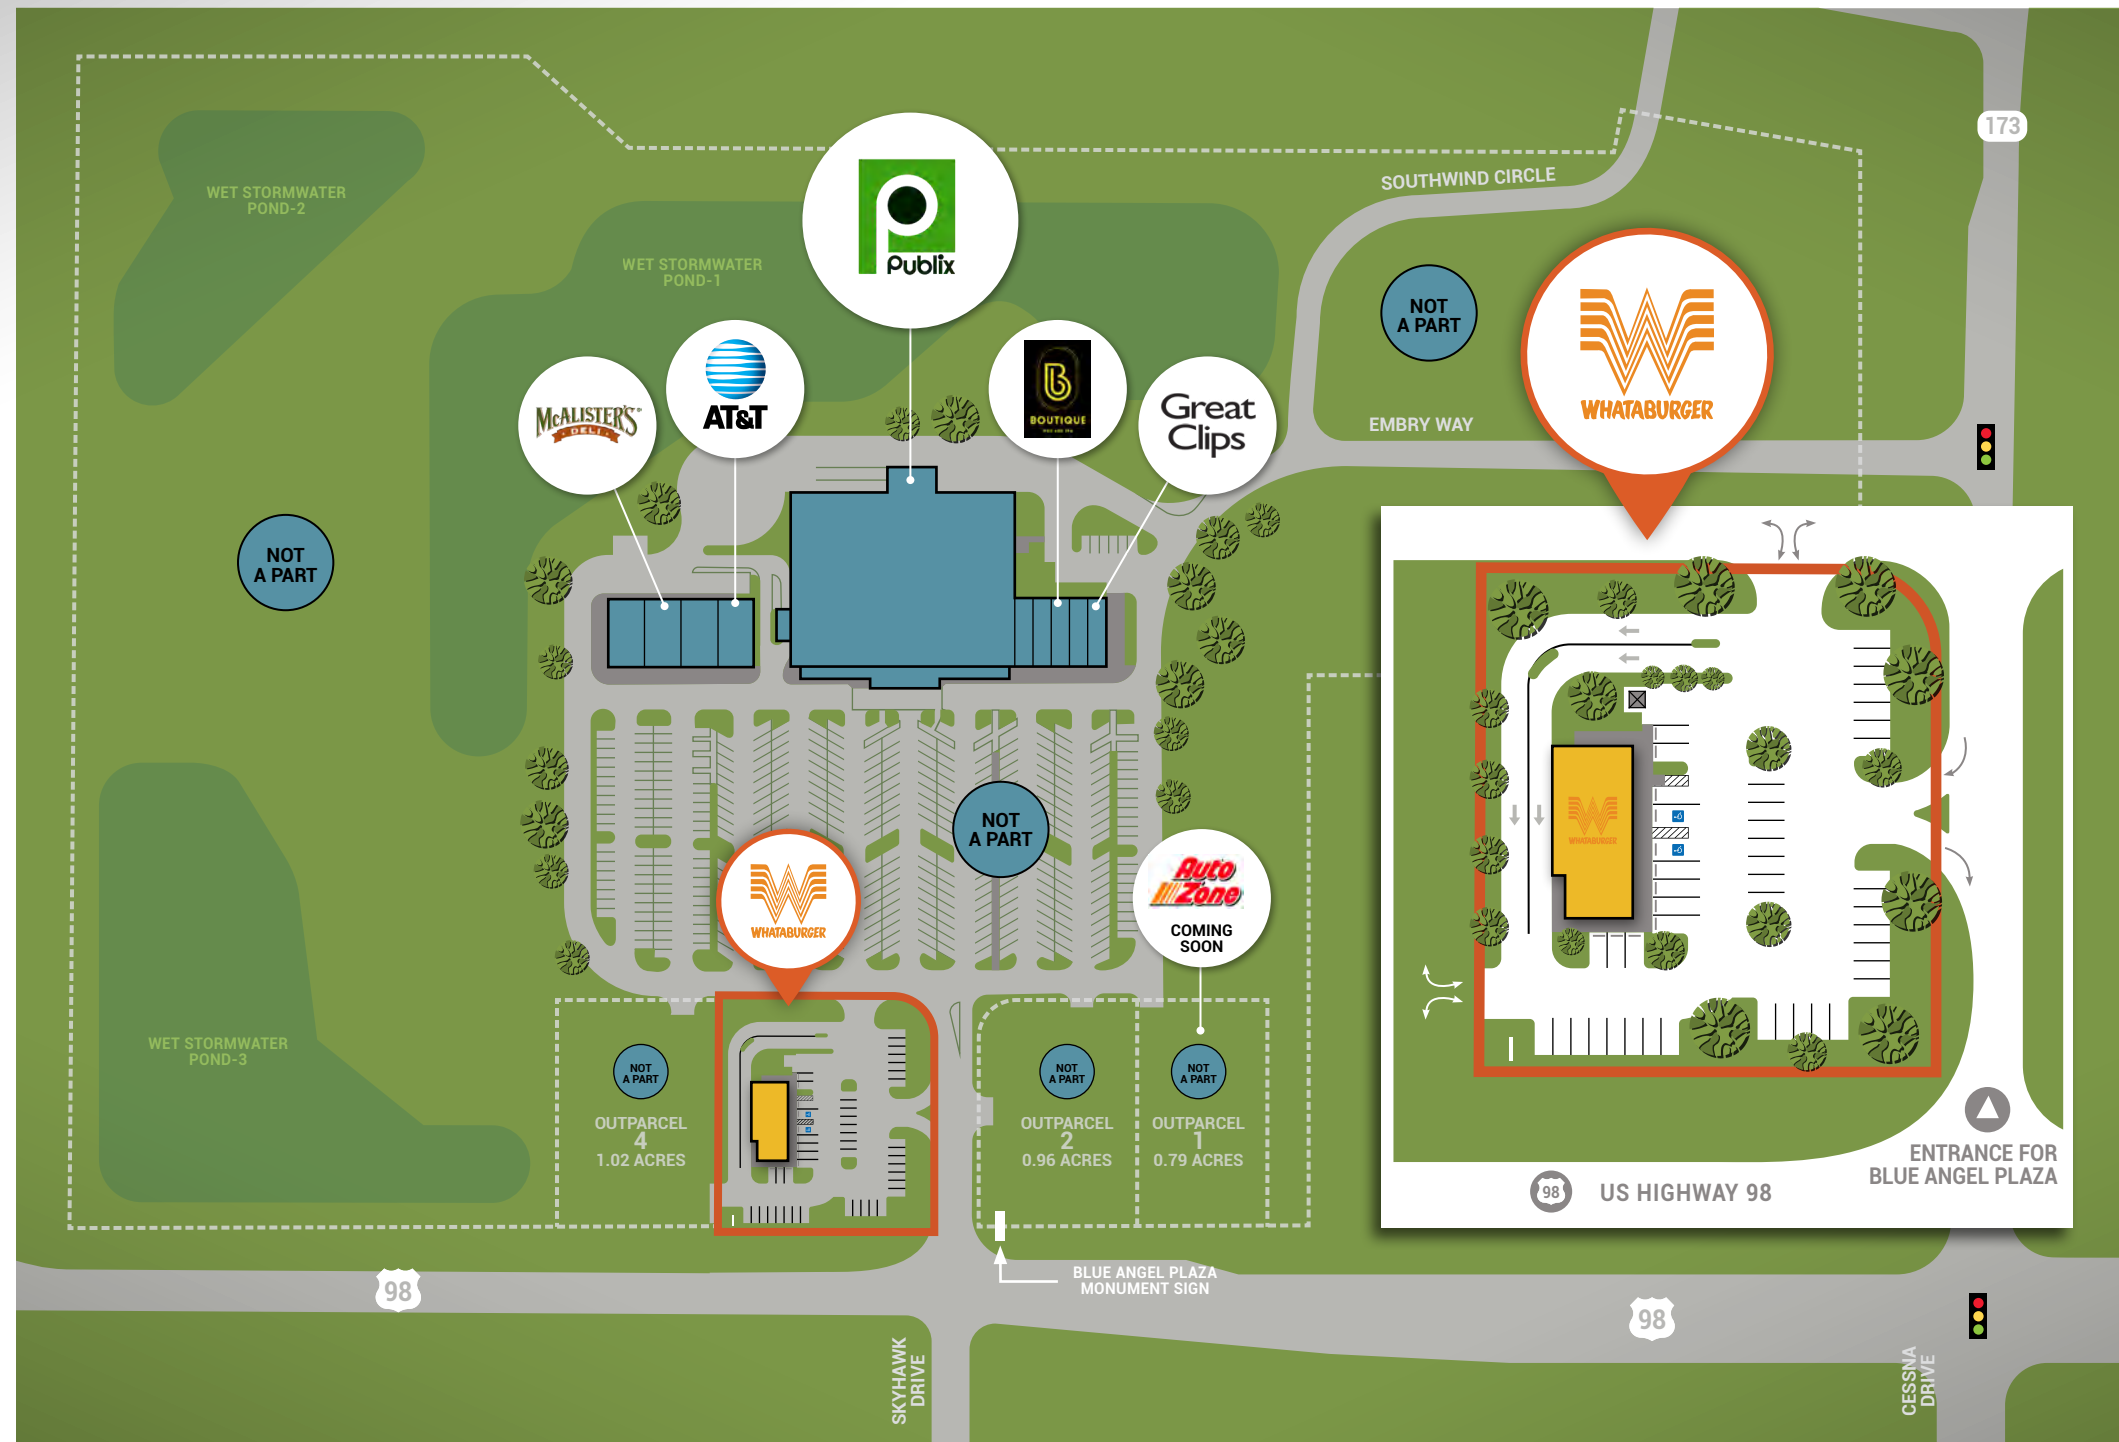 173
SOUTHWIND CIRCLE
WET STORMWATER
POND-2
WET STORMWATER
POND-1
Publix
NOT
A PART
WHATABURGER
McALISTER'S
DELI
AT&T
B
BOUTIQUE
Great
Clips
EMBRY WAY
NOT
A PART
NOT
A PART
WHATABURGER
Auto
Zone
COMING
SOON
WHATABURGER
WET STORMWATER
POND-3
NOT
A PART
OUTPARCEL
4
1.02 ACRES
NOT
A PART
OUTPARCEL
2
0.96 ACRES
NOT
A PART
OUTPARCEL
1
0.79 ACRES
ENTRANCE FOR
BLUE ANGEL PLAZA
98
US HIGHWAY 98
BLUE ANGEL PLAZA
MONUMENT SIGN
98
98
SKYHAWK
DRIVE
CESSNA
DRIVE